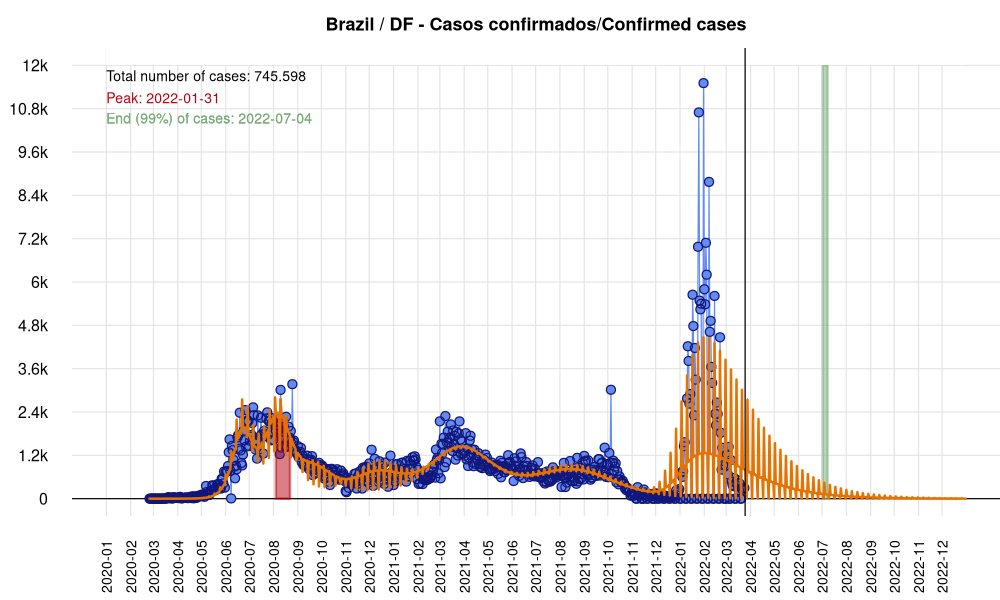 Brazil / DF - Casos confirmados/Confirmed cases
Total number of cases: 745.598
Peak: 2022-01-31
End (99%) of cases: 2022-07-04
12k
10.8k
9.6k
8.4k
7.2k
6k
4.8k
3.6k
2.4k
1.2k
0
2020-01
2020-02
2020-03
2020-04
2020-05
2020-06
2020-07
2020-08
2020-09
2020-10
2020-11
2020-12
2021-01
2021-02
2021-03
2021-04
2021-05
2021-06
2021-07
2021-08
2021-09
2021-10
2021-11
2021-12
2022-01
2022-02
2022-03
2022-04
2022-05
2022-06
2022-07
2022-08
2022-09
2022-10
2022-11
2022-12